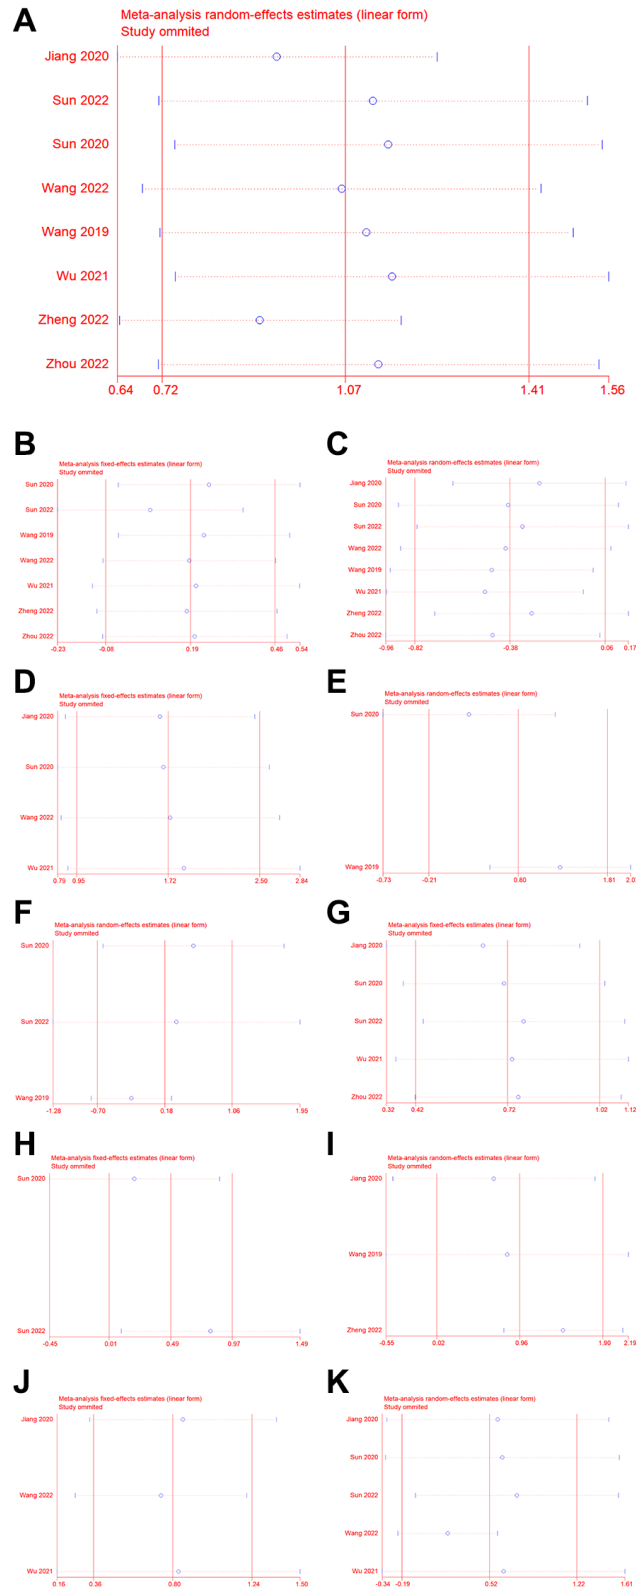 A
Meta-analysis random-effects estimates (linear form)
Study ommited
Jiang 2020
Sun 2022
Sun 2020
Wang 2022
Wang 2019
Wu 2021
Zheng 2022
Zhou 2022
0.64 0.72 1.07 1.41 1.56
B
Meta-analysis fixed-effects estimates (linear form)
Study ommited
Sun 2020
Sun 2022
Wang 2019
Wang 2022
Wu 2021
Zheng 2022
Zhou 2022
-0.23 -0.08 0.19 0.46 0.54
C
Meta-analysis random-effects estimates (linear form)
Study ommited
Jiang 2020
Sun 2020
Sun 2022
Wang 2022
Wang 2019
Wu 2021
Zheng 2022
Zhou 2022
-0.96 -0.82 -0.38 0.06 0.17
D
Meta-analysis fixed-effects estimates (linear form)
Study ommited
Jiang 2020
Sun 2020
Wang 2022
Wu 2021
0.79 0.95 1.72 2.50 2.84
E
Meta-analysis random-effects estimates (linear form)
Study ommited
Sun 2020
Wang 2019
-0.73 -0.21 0.80 1.81 2.0
F
Meta-analysis random-effects estimates (linear form)
Study ommited
Sun 2020
Sun 2022
Wang 2019
-1.28 -0.70 0.18 1.06 1.95
G
Meta-analysis fixed-effects estimates (linear form)
Study ommited
Jiang 2020
Sun 2020
Sun 2022
Wu 2021
Zhou 2022
0.32 0.42 0.72 1.02 1.12
H
Meta-analysis fixed-effects estimates (linear form)
Study ommited
Sun 2020
Sun 2022
-0.45 0.01 0.49 0.97 1.49
I
Meta-analysis random-effects estimates (linear form)
Study ommited
Jiang 2020
Wang 2019
Zheng 2022
-0.55 0.02 0.96 1.90 2.19
J
Meta-analysis fixed-effects estimates (linear form)
Study ommited
Jiang 2020
Wang 2022
Wu 2021
0.16 0.36 0.80 1.24 1.50
K
Meta-analysis random-effects estimates (linear form)
Study ommited
Jiang 2020
Sun 2020
Sun 2022
Wang 2022
Wu 2021
-0.34 -0.19 0.52 1.22 1.61